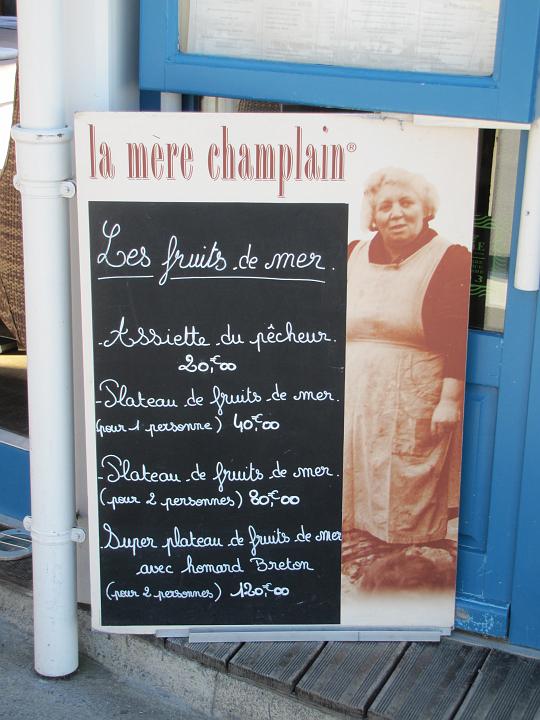 la mère champlain®
Les fruits de mer.
- Assiette du pêcheur.
20,€00
- Plateau de fruits de mer.
(pour 1 personne) 40,€00
- Plateau de fruits de mer.
(pour 2 personnes) 80,€00
- Super plateau de fruits de mer
avec homard Breton
(pour 2 personnes) 120,€00